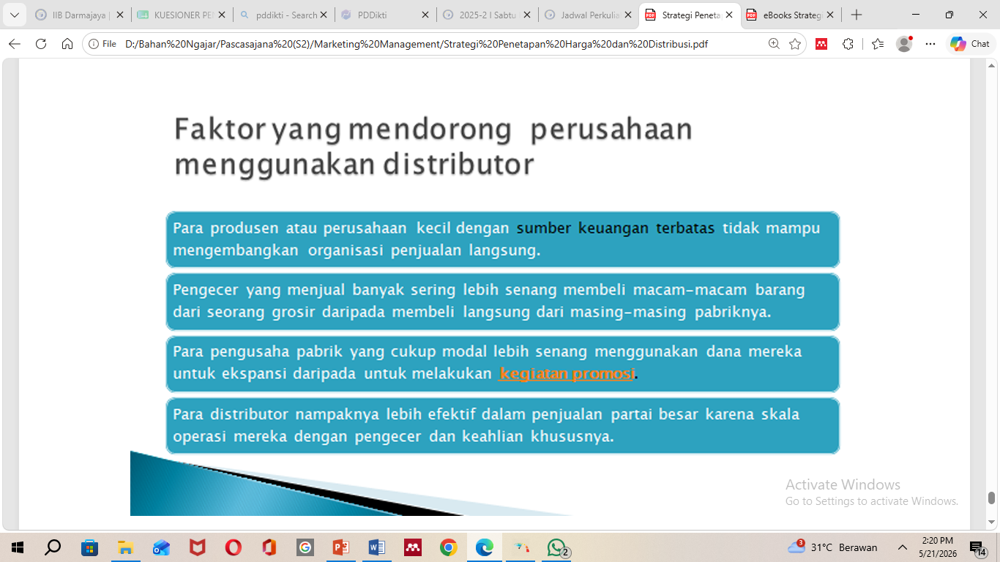 IIB Darmajaya |
KUESIONER PEN
pddikti - Search
PDDikti
2025-2 I Sabtu
Jadwal Perkulia
Strategi Peneta
eBooks Strateg
File
D:/Bahan%20Ngajar/Pascasajana%20(S2)/Marketing%20Management/Strategi%20Penetapan%20Harga%20dan%20Distribusi.pdf
Chat
Faktor yang mendorong perusahaan
menggunakan distributor
Para produsen atau perusahaan kecil dengan sumber keuangan terbatas tidak mampu
mengembangkan organisasi penjualan langsung.
Pengecer yang menjual banyak sering lebih senang membeli macam-macam barang
dari seorang grosir daripada membeli langsung dari masing-masing pabriknya.
Para pengusaha pabrik yang cukup modal lebih senang menggunakan dana mereka
untuk ekspansi daripada untuk melakukan kegiatan promosi.
Para distributor nampaknya lebih efektif dalam penjualan partai besar karena skala
operasi mereka dengan pengecer dan keahlian khususnya.
Activate Windows
Go to Settings to activate Windows.
3
31°C Berawan
2:20 PM
5/21/2026
14
2